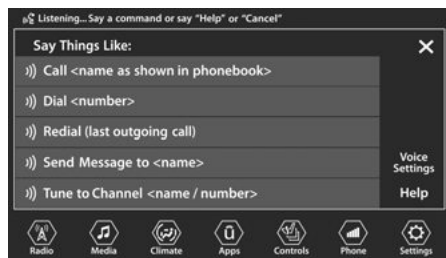 Listening... Say a command or say "Help" or "Cancel"
Say Things Like:
Call <name as shown in phonebook>
Dial <number>
Redial (last outgoing call)
Send Message to <name>
Tune to Channel <name / number>
Voice
Settings
Help
Radio Media Climate Apps Controls Phone Settings